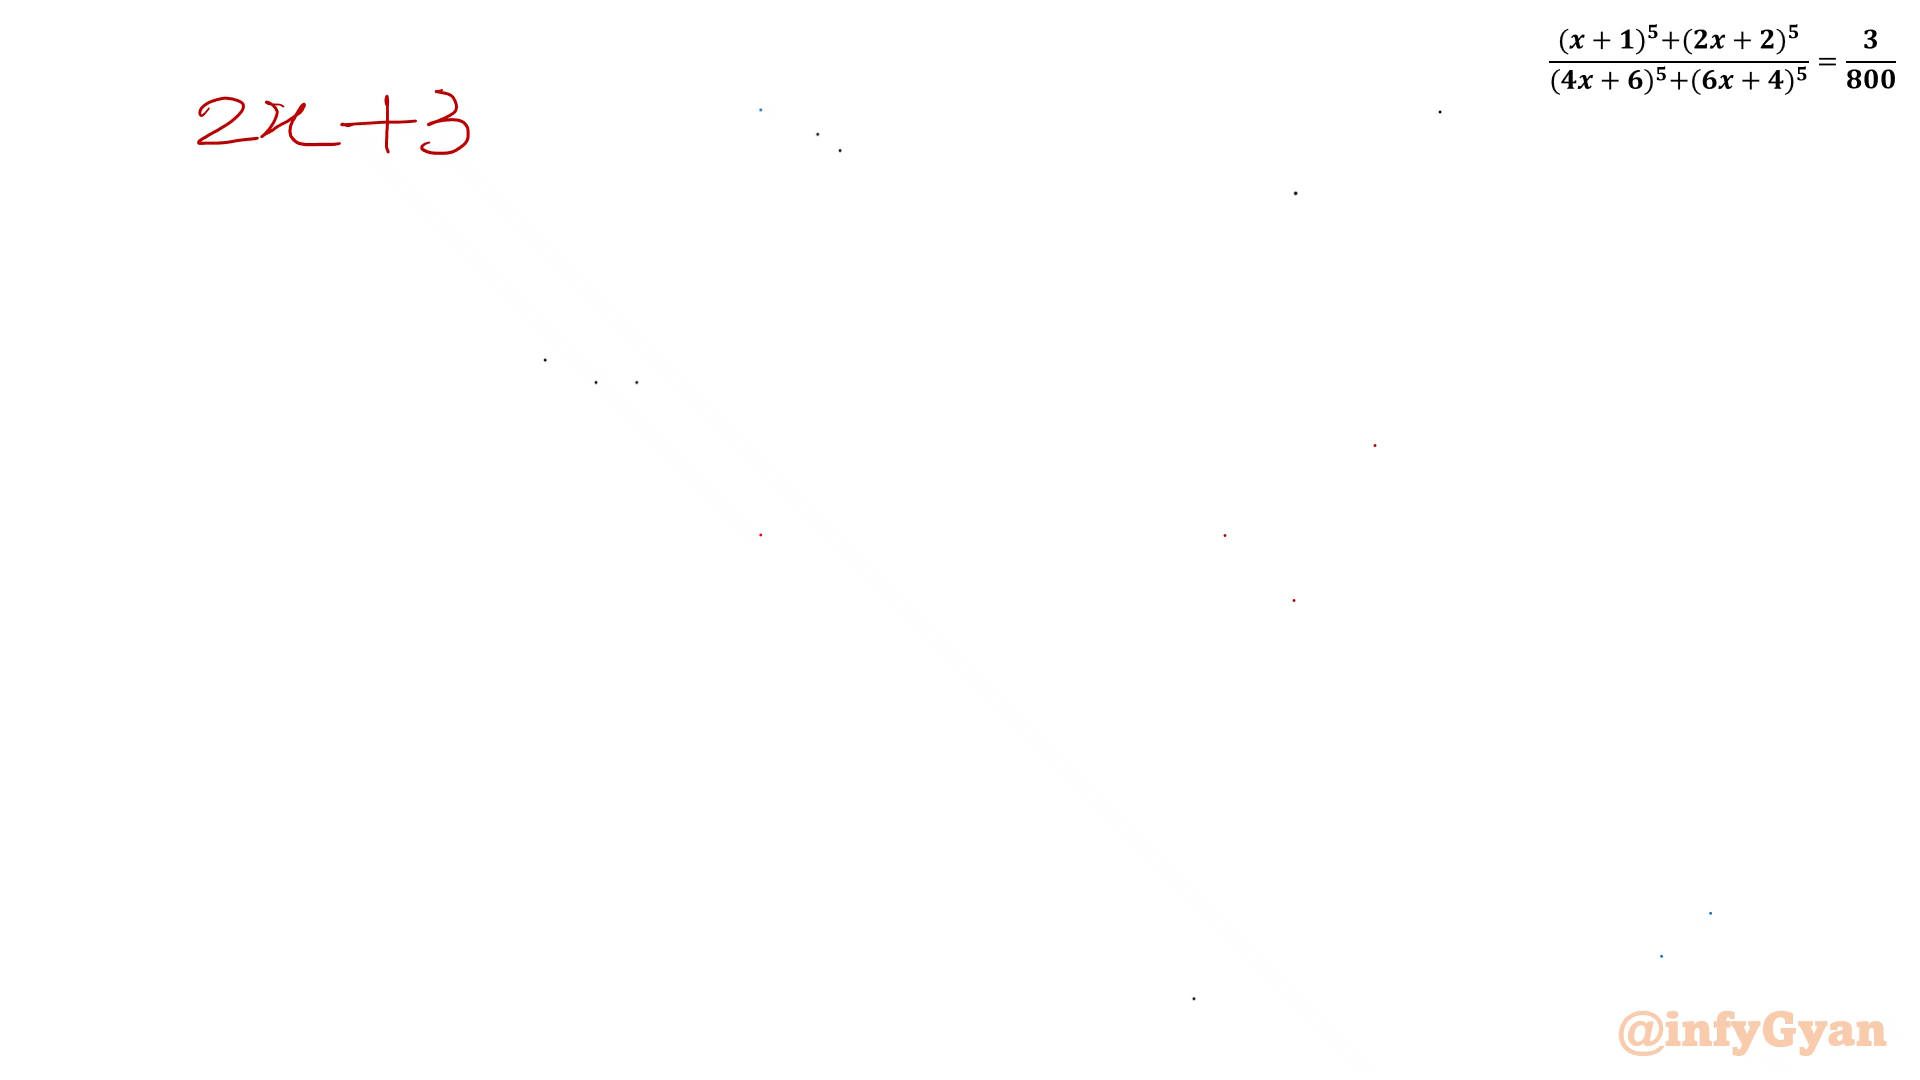 2x+3
(x + 1)^5+(2x + 2)^5 / (4x + 6)^5+(6x + 4)^5 = 3/800
@infyGyan